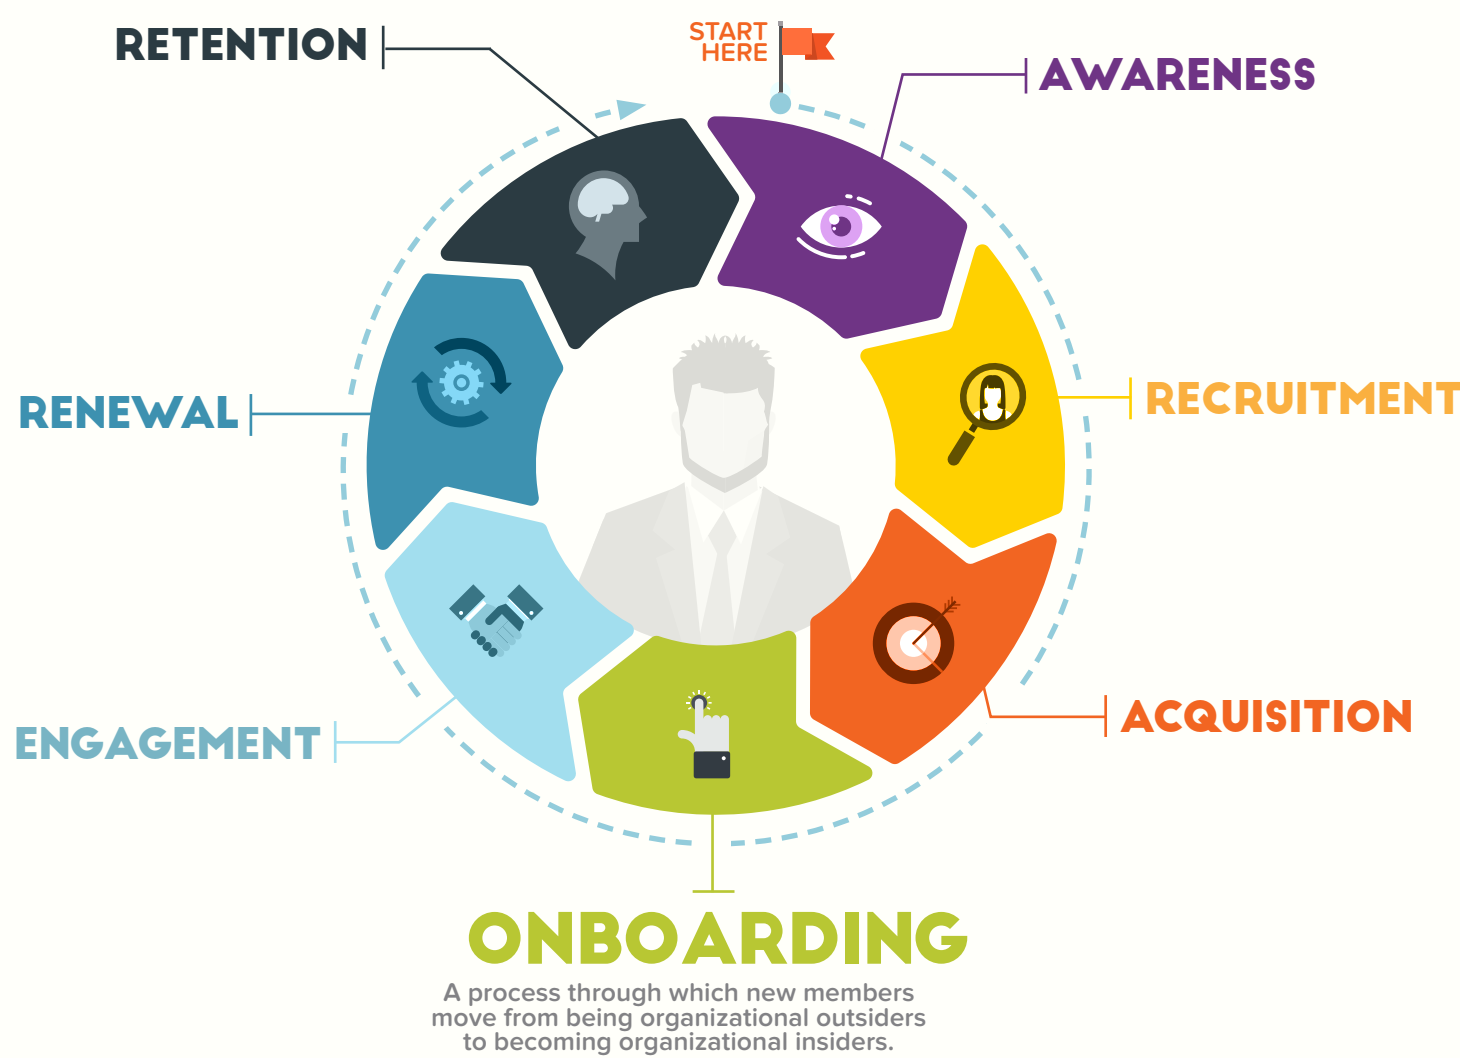 START
HERE
AWARENESS
RECRUITMENT
ACQUISITION
ONBOARDING
A process through which new members
move from being organizational outsiders
to becoming organizational insiders.
ENGAGEMENT
RENEWAL
RETENTION